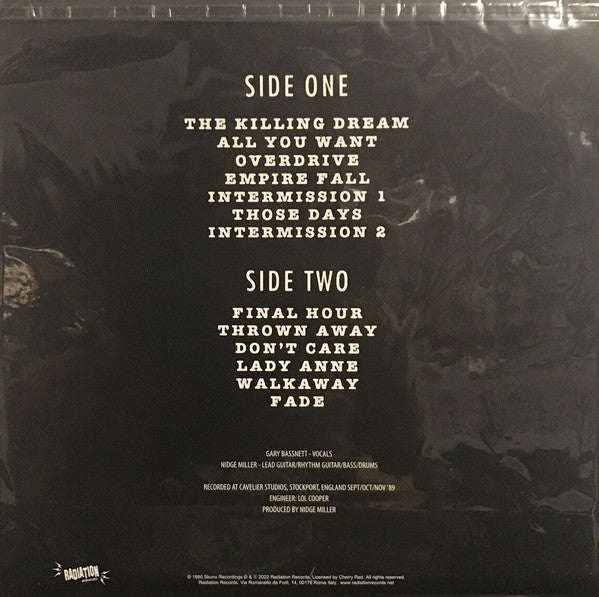 SIDE ONE
THE KILLING DREAM
ALL YOU WANT
OVERDRIVE
EMPIRE FALL
INTERMISSION 1
THOSE DAYS
INTERMISSION 2
SIDE TWO
FINAL HOUR
THROWN AWAY
DON'T CARE
LADY ANNE
WALKAWAY
FADE
GARY BASSNETT - VOCALS
NIDGE MILLER - LEAD GUITAR/RHYTHM GUITAR/BASS/DRUMS
RECORDED AT CAVELIER STUDIOS, STOCKPORT, ENGLAND SEPT/OCT/NOV '89
ENGINEER: LOL COOPER
PRODUCED BY NIDGE MILLER
RADIATION
© 1990 Skunx Recordings © & ℗ 2022 Radiation Records, Licensed by Cherry Red. All rights reserved.
Radiation Records, Via Romanello da Forlì, 14, 00176 Roma Italy www.radiationrecords.net